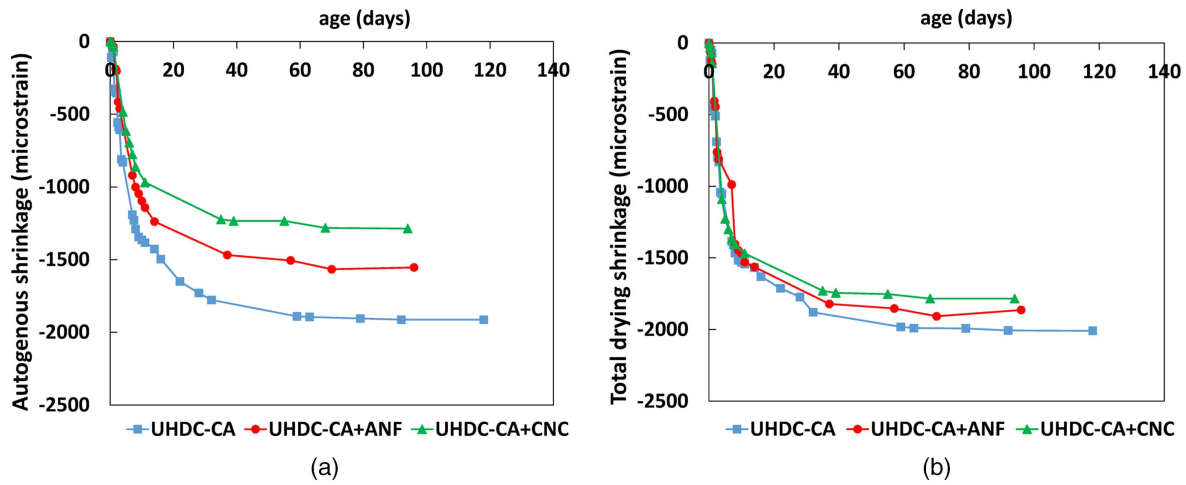 age (days)
0 20 40 60 80 100 120 140
0
-500
-1000
-1500
-2000
-2500
Autogenous shrinkage (microstrain)
UHDC-CA UHDC-CA+ANF UHDC-CA+CNC
(a)
age (days)
0 20 40 60 80 100 120 140
0
-500
-1000
-1500
-2000
-2500
Total drying shrinkage (microstrain)
UHDC-CA UHDC-CA+ANF UHDC-CA+CNC
(b)